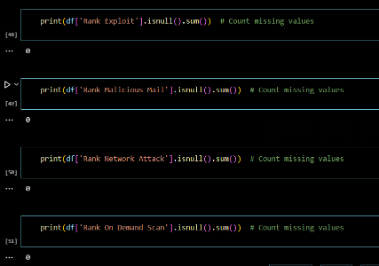 print(df['Rank Exploit'].isnull().sum())  # Count missing values
[48]
... 0
print(df['Rank Malicious Mail'].isnull().sum())  # Count missing values
[49]
... 0
print(df['Rank Network Attack'].isnull().sum())  # Count missing values
[50]
... 0
print(df['Rank On Demand Scan'].isnull().sum())  # Count missing values
[51]
... 0